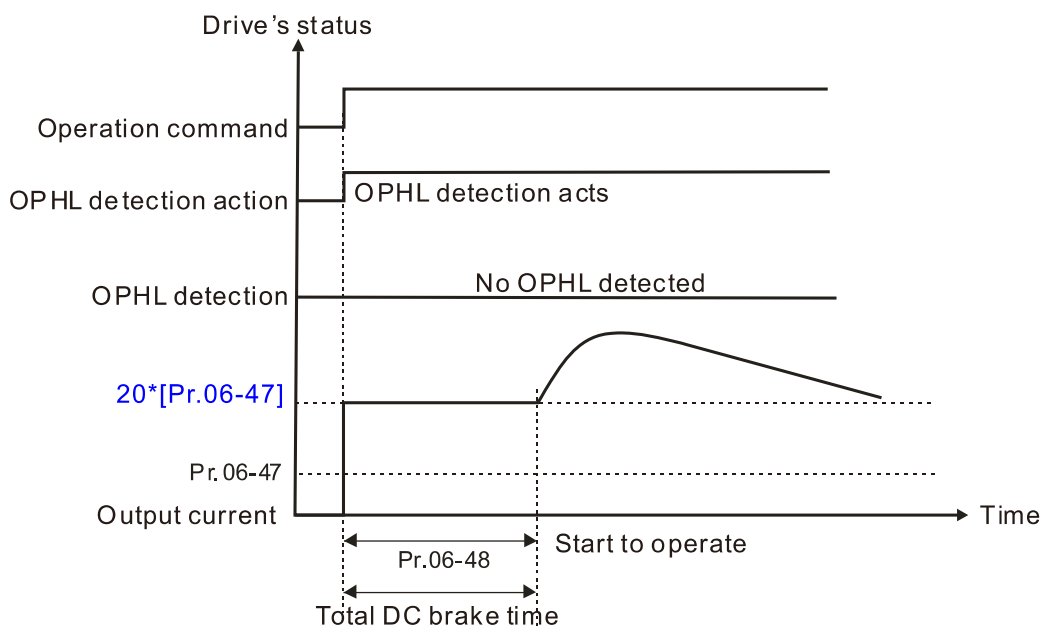 Drive's status
Operation command
OPHL detection action
OPHL detection acts
OPHL detection
No OPHL detected
20*[Pr.06-47]
Pr.06-47
Output current
Time
Start to operate
Pr.06-48
Total DC brake time